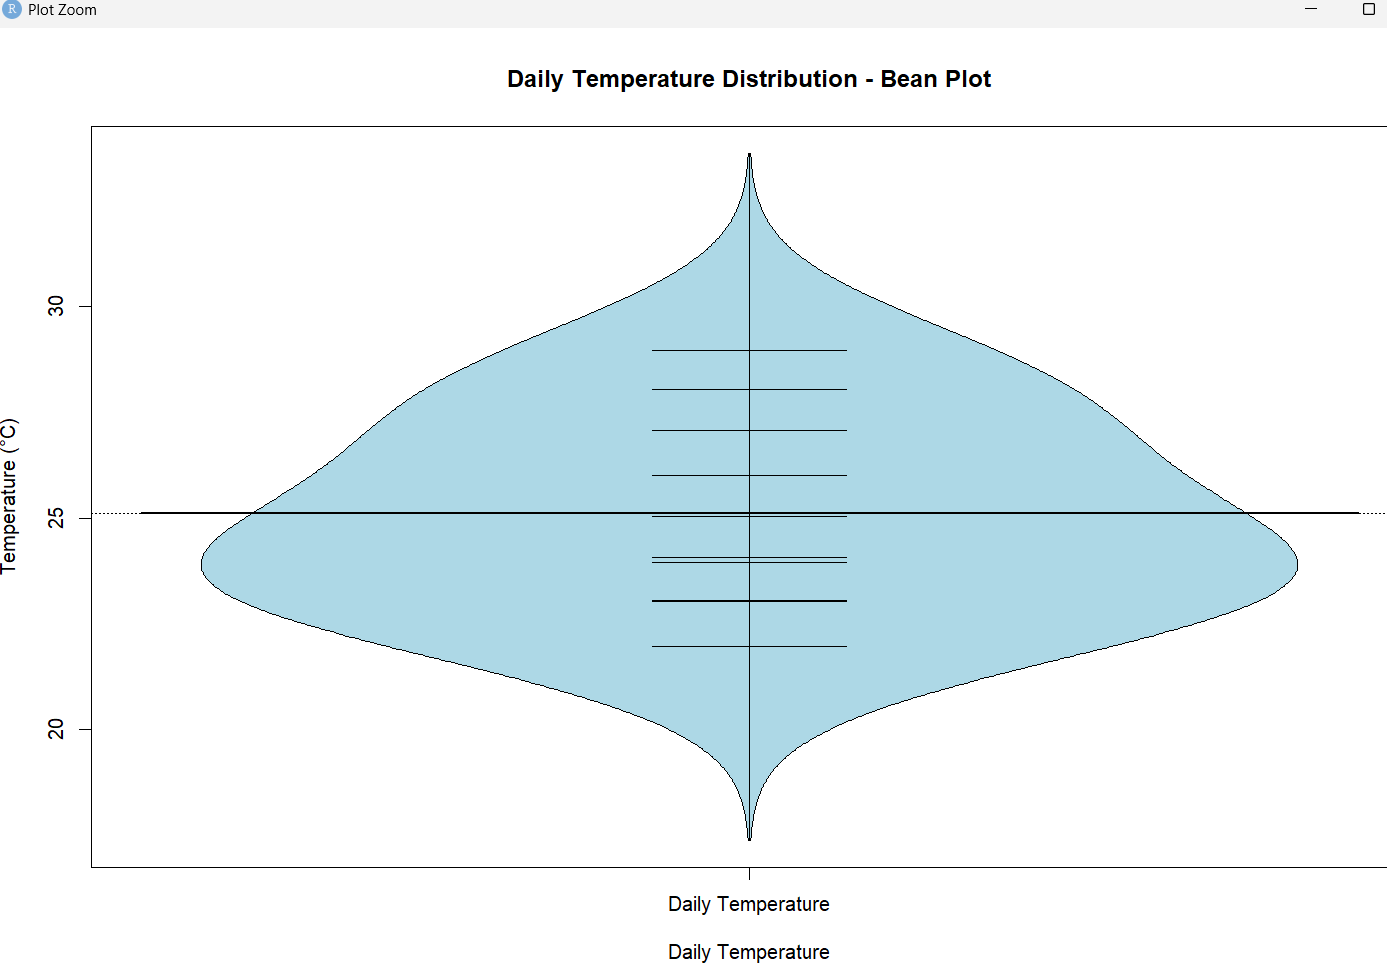 R Plot Zoom
Daily Temperature Distribution - Bean Plot
Temperature (°C)
30
25
20
Daily Temperature
Daily Temperature